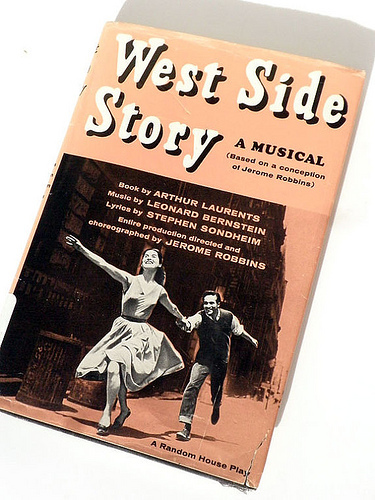 West Side
Story
A MUSICAL
(Based on a conception
of Jerome Robbins)
Book by ARTHUR LAURENTS
Music by LEONARD BERNSTEIN
Lyrics by STEPHEN SONDHEIM
Entire production directed and
choreographed by JEROME ROBBINS
A Random House Play